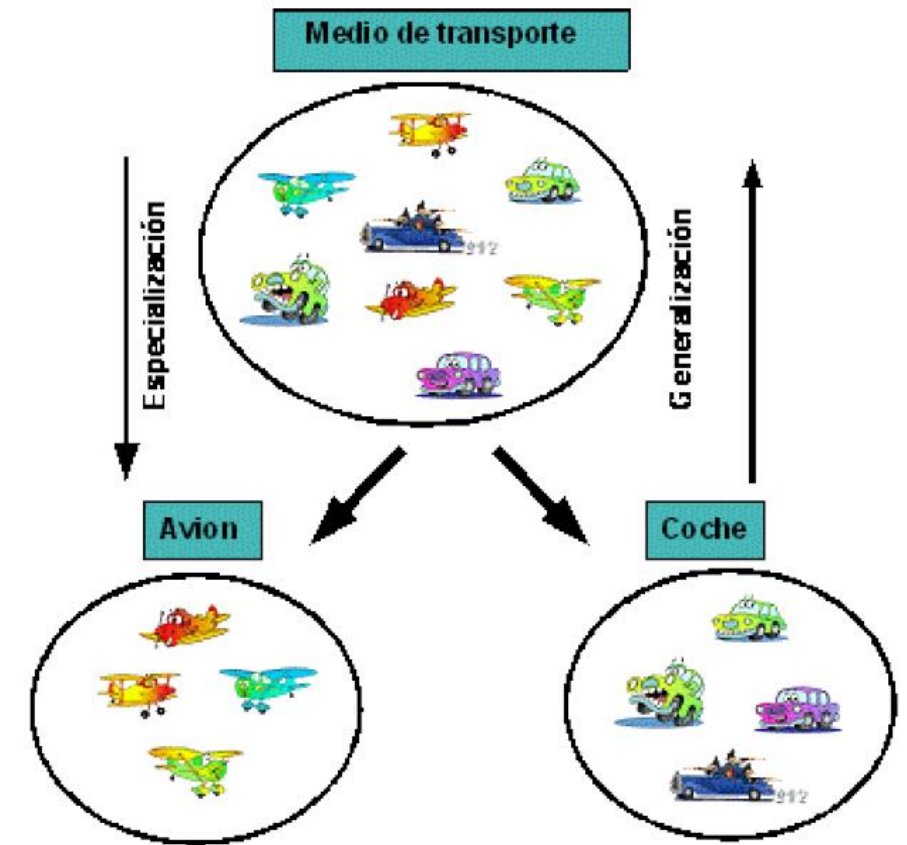 Medio de transporte
Especialización
Generalización
Avion
Coche